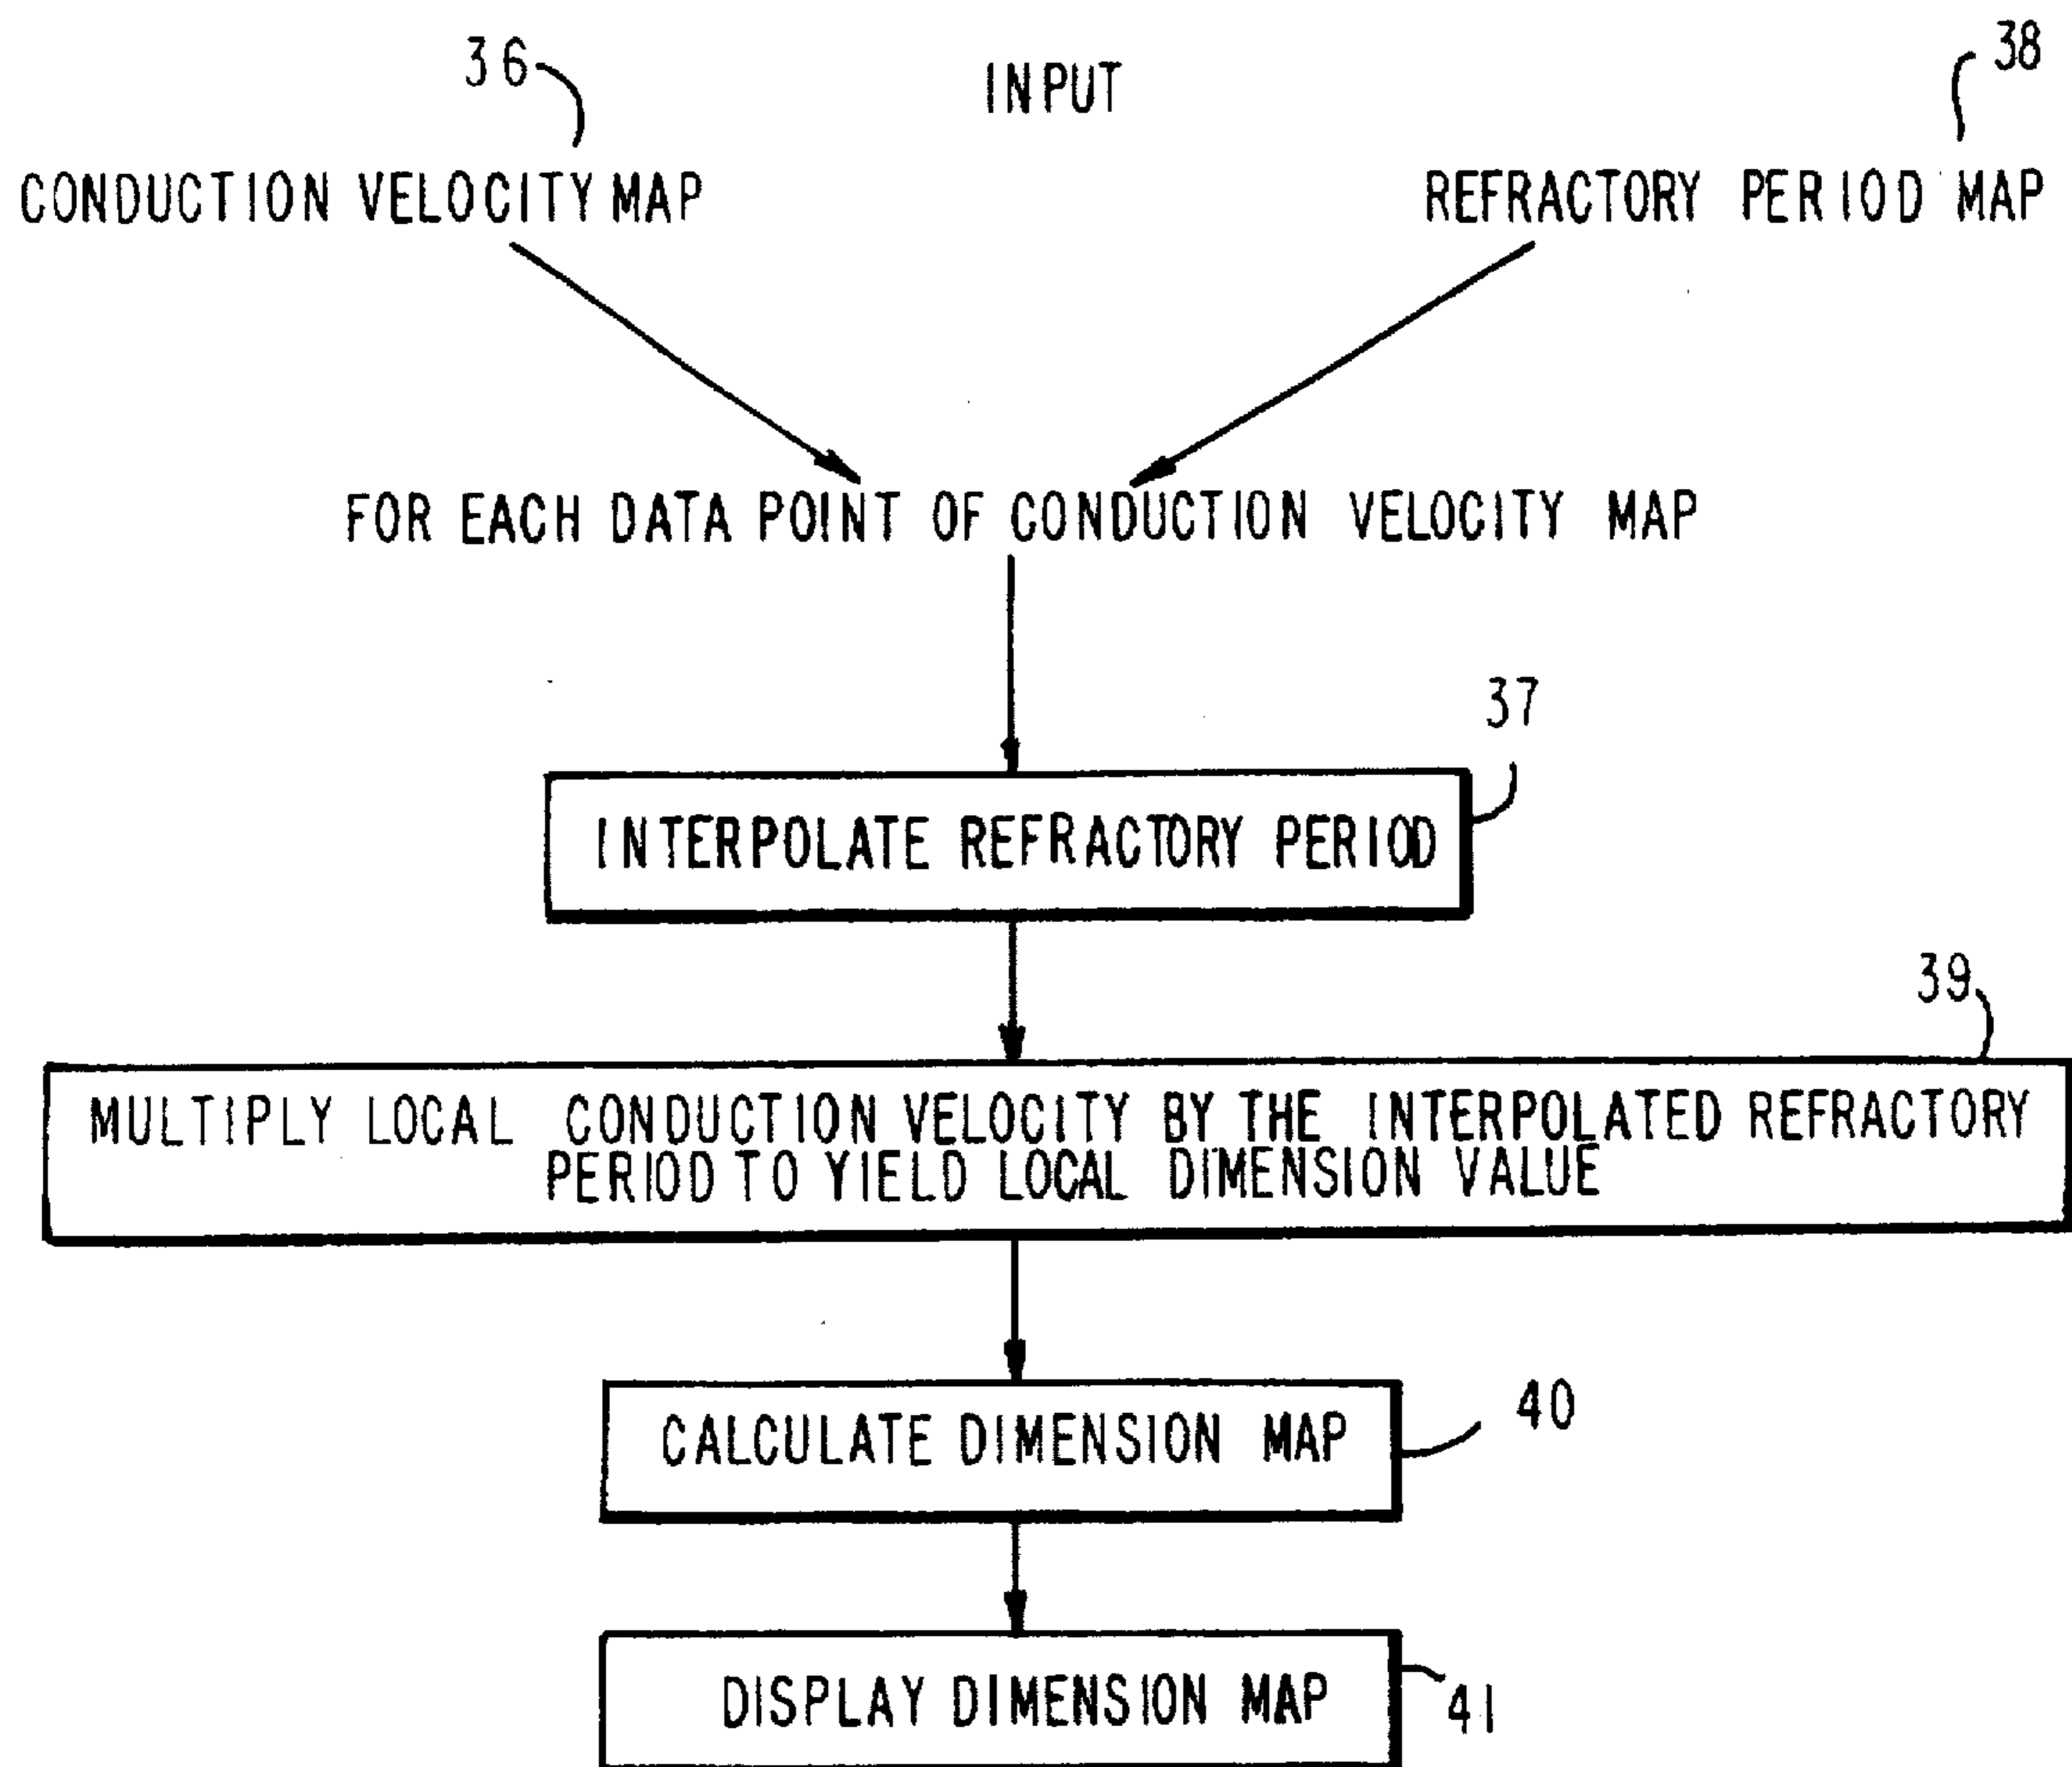 36
INPUT
38
CONDUCTION VELOCITY MAP
REFRACTORY PERIOD MAP
FOR EACH DATA POINT OF CONDUCTION VELOCITY MAP
37
INTERPOLATE REFRACTORY PERIOD
39
MULTIPLY LOCAL CONDUCTION VELOCITY BY THE INTERPOLATED REFRACTORY
PERIOD TO YIELD LOCAL DIMENSION VALUE
40
CALCULATE DIMENSION MAP
DISPLAY DIMENSION MAP
41